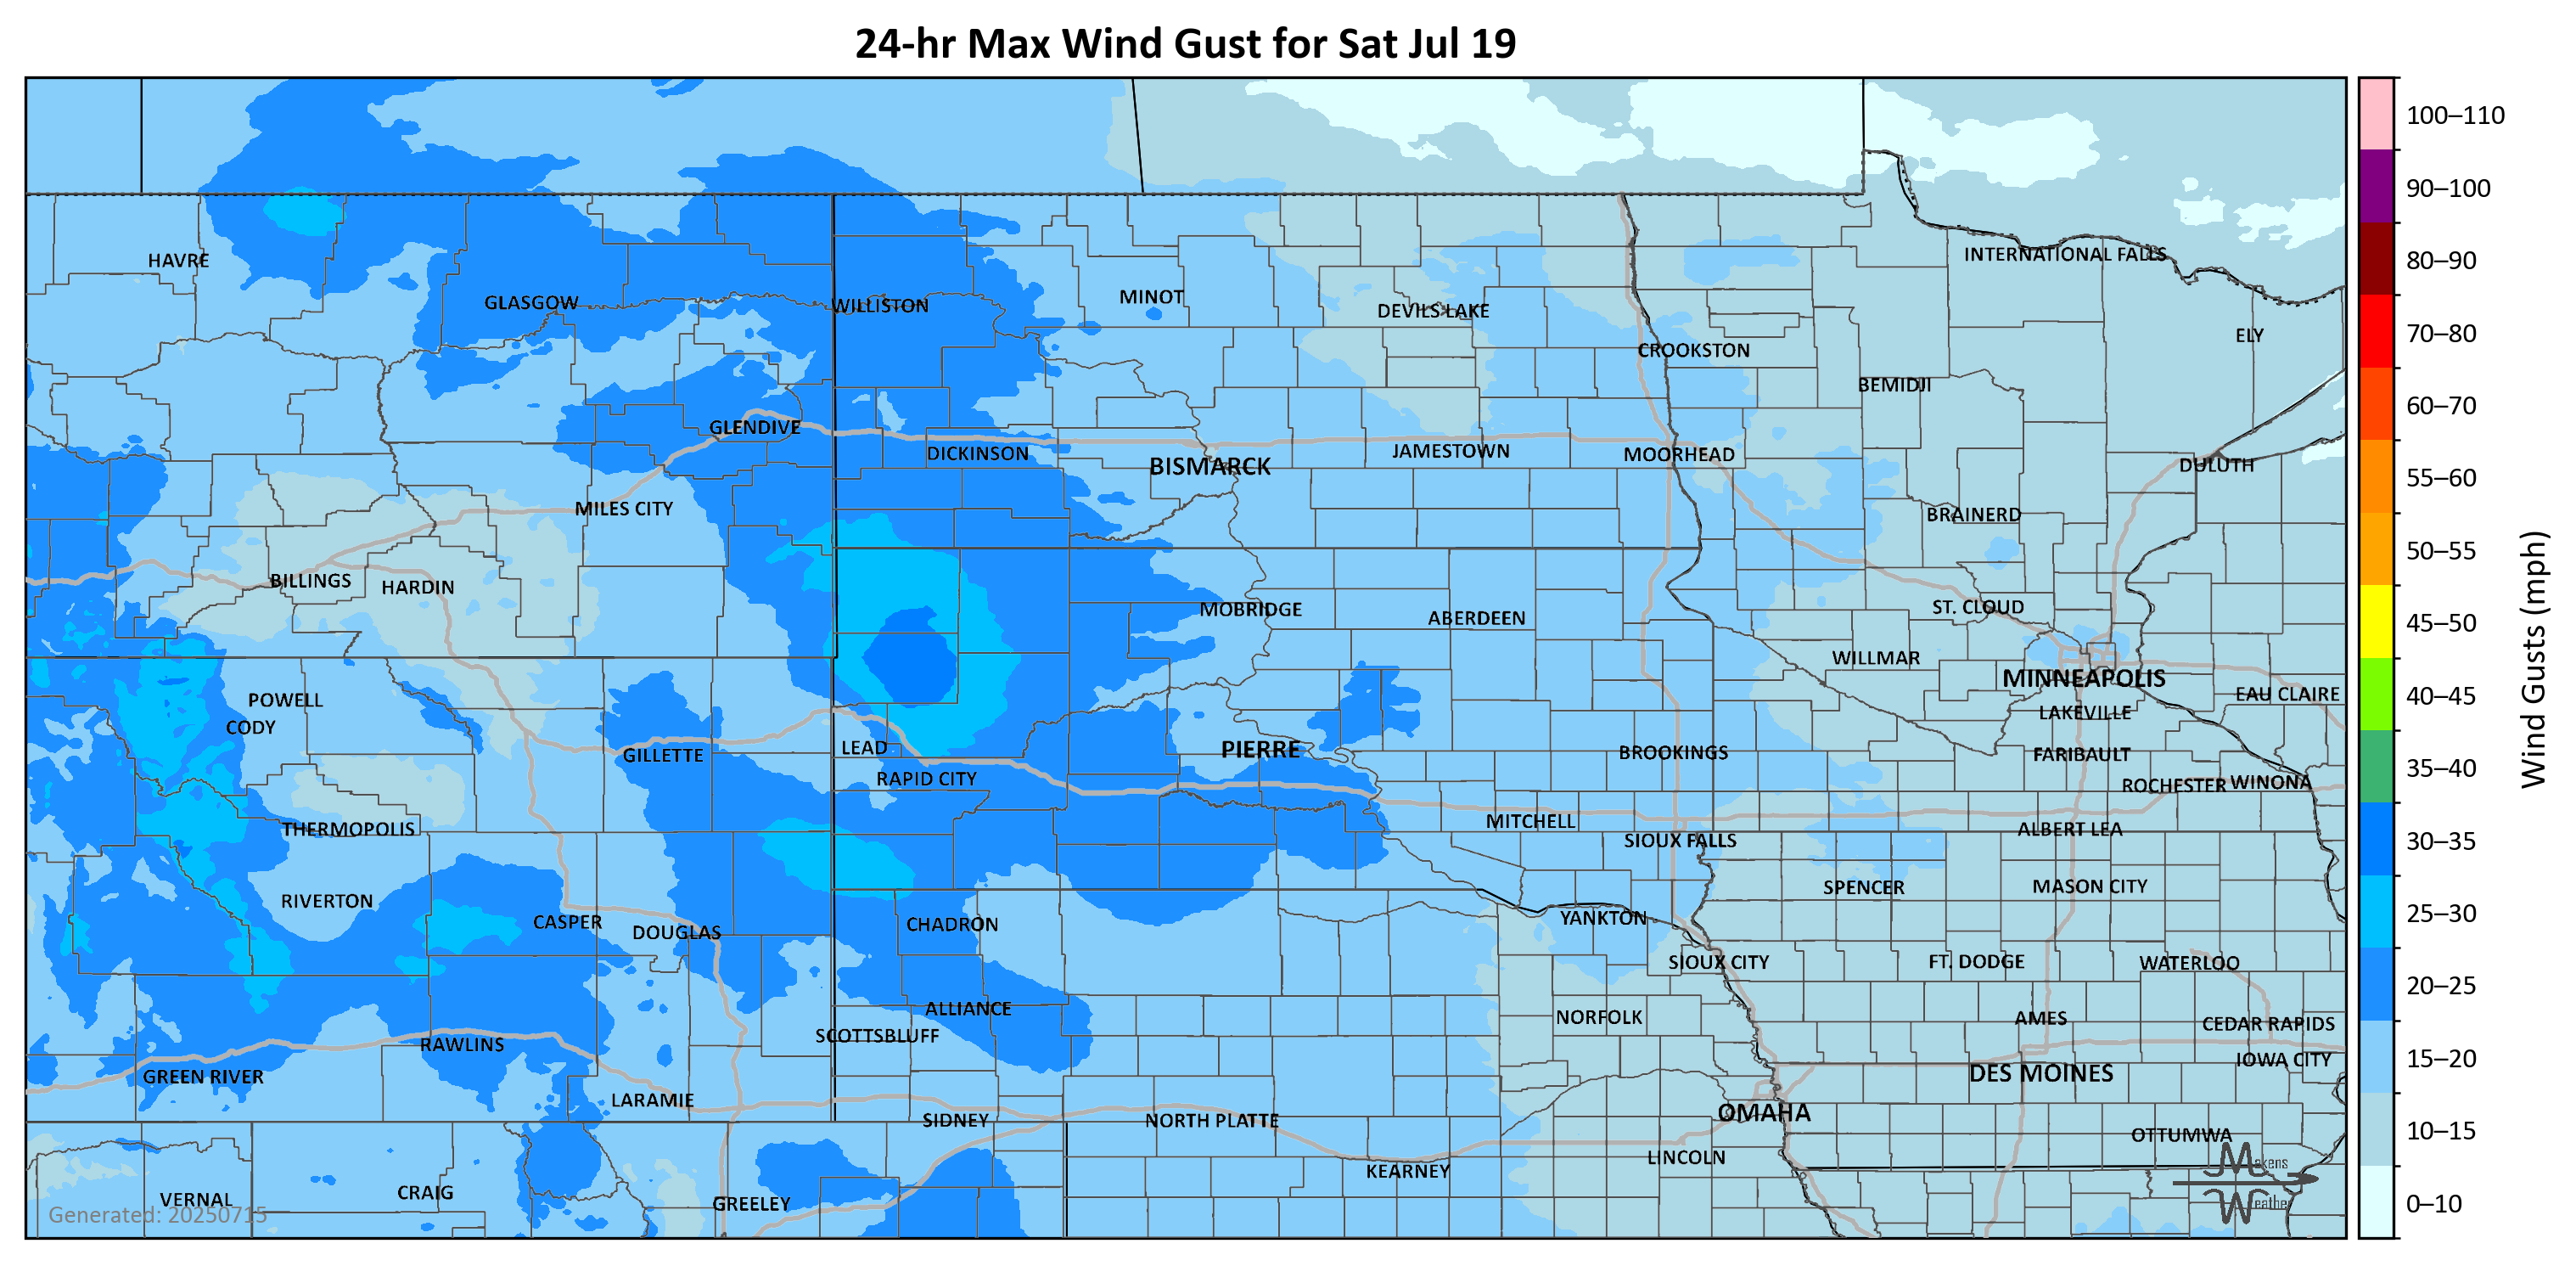 24-hr Max Wind Gust for Sat Jul 19
100–110
90–100
80–90
70–80
60–70
55–60
50–55
45–50
40–45
35–40
30–35
25–30
20–25
15–20
10–15
0–10
Wind Gusts (mph)
HAVRE
INTERNATIONAL FALLS
GLASGOW
WILLISTON
MINOT
DEVILS LAKE
ELY
CROOKSTON
BEMIDJI
GLENDIVE
DICKINSON
BISMARCK
JAMESTOWN
MOORHEAD
DULUTH
MILES CITY
BRAINERD
BILLINGS
HARDIN
MOBRIDGE
ABERDEEN
ST. CLOUD
WILLMAR
MINNEAPOLIS
POWELL
CODY
EAU CLAIRE
LAKEVILLE
GILLETTE
LEAD
PIERRE
BROOKINGS
FARIBAULT
RAPID CITY
ROCHESTER
WINONA
THERMOPOLIS
MITCHELL
SIOUX FALLS
ALBERT LEA
RIVERTON
SPENCER
MASON CITY
CASPER
DOUGLAS
CHADRON
YANKTON
SIOUX CITY
FT. DODGE
WATERLOO
ALLIANCE
SCOTTSBLUFF
NORFOLK
AMES
CEDAR RAPIDS
RAWLINS
IOWA CITY
GREEN RIVER
DES MOINES
LARAMIE
SIDNEY
NORTH PLATTE
OMAHA
OTTUMWA
KEARNEY
LINCOLN
VERNAL
CRAIG
GREELEY
Generated: 20250715
Makens
Weather